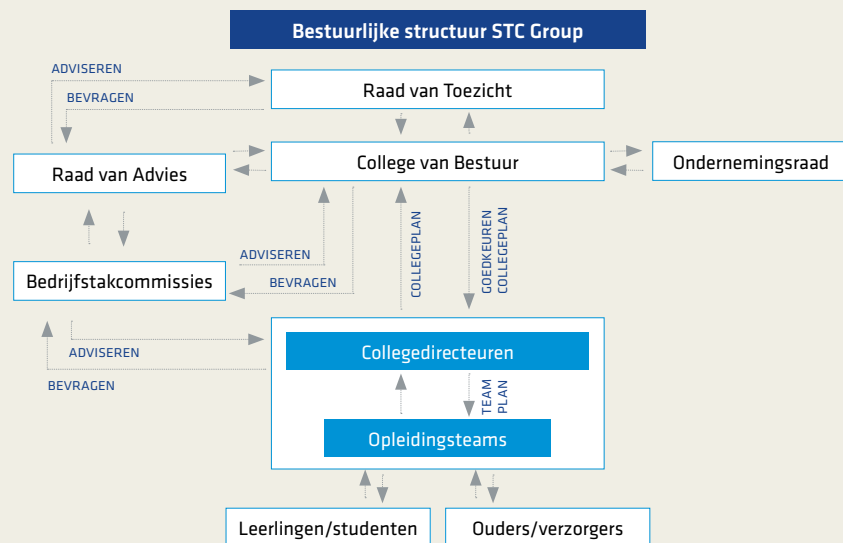 Bestuurlijke structuur STC Group
ADVISEREN
Raad van Toezicht
BEVRAGEN
Raad van Advies
College van Bestuur
Ondernemingsraad
ADVISEREN
BEVRAGEN
Bedrijfstakcommissies
COLLEGEPLAN
GOEDKEUREN
COLLEGEPLAN
ADVISEREN
BEVRAGEN
Collegedirecteuren
TEAM
PLAN
Opleidingsteams
Leerlingen/studenten
Ouders/verzorgers